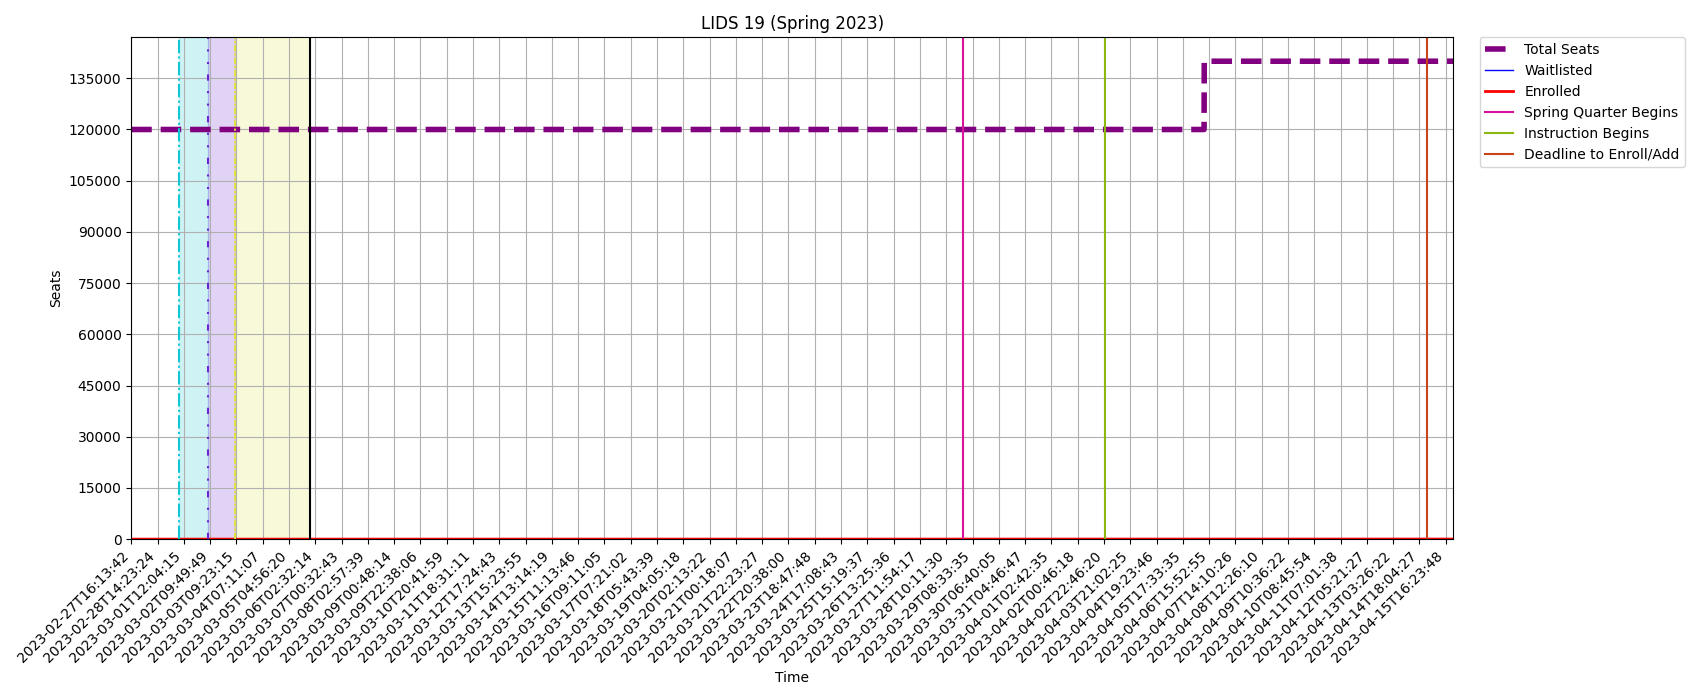 LIDS 19 (Spring 2023)
Total Seats
Waitlisted
Enrolled
Spring Quarter Begins
Instruction Begins
Deadline to Enroll/Add
Seats
135000
120000
105000
90000
75000
60000
45000
30000
15000
0
2023-02-27T16:13:42
2023-02-28T14:23:24
2023-03-01T12:04:15
2023-03-02T09:49:49
2023-03-03T09:23:15
2023-03-04T07:11:07
2023-03-05T04:56:20
2023-03-06T02:32:14
2023-03-07T00:32:43
2023-03-08T02:57:39
2023-03-09T00:48:14
2023-03-09T22:38:06
2023-03-10T20:41:59
2023-03-11T18:31:11
2023-03-12T17:24:43
2023-03-13T15:23:55
2023-03-14T13:14:19
2023-03-15T11:13:46
2023-03-16T09:11:05
2023-03-17T07:21:02
2023-03-18T05:43:39
2023-03-19T04:05:18
2023-03-20T02:13:22
2023-03-21T00:18:07
2023-03-21T22:23:27
2023-03-22T20:38:00
2023-03-23T18:47:48
2023-03-24T17:08:43
2023-03-25T15:19:37
2023-03-26T13:25:36
2023-03-27T11:54:17
2023-03-28T10:11:30
2023-03-29T08:33:35
2023-03-30T06:40:05
2023-03-31T04:46:47
2023-04-01T02:42:35
2023-04-02T00:46:18
2023-04-02T22:46:20
2023-04-03T21:02:25
2023-04-04T19:23:46
2023-04-05T17:33:35
2023-04-06T15:52:55
2023-04-07T14:10:26
2023-04-08T12:26:10
2023-04-09T10:36:22
2023-04-10T08:45:54
2023-04-11T07:01:38
2023-04-12T05:21:27
2023-04-13T03:26:22
2023-04-14T18:04:27
2023-04-15T16:23:48
Time